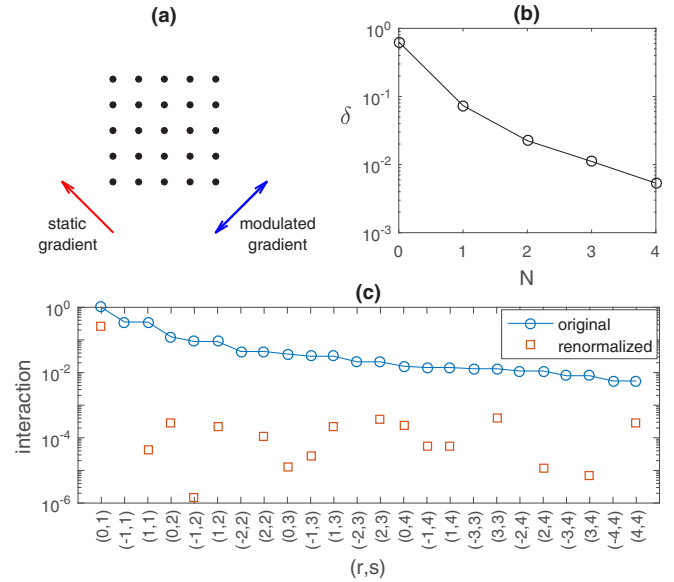 (a)
static
gradient
modulated
gradient
(b)
10^0
10^-1
10^-2
10^-3
δ
0 1 2 3 4
N
(c)
10^0
10^-2
10^-4
10^-6
interaction
original
renormalized
(0,1)
(-1,1)
(1,1)
(0,2)
(-1,2)
(1,2)
(-2,2)
(2,2)
(0,3)
(-1,3)
(1,3)
(-2,3)
(2,3)
(0,4)
(-1,4)
(1,4)
(-3,3)
(3,3)
(-2,4)
(2,4)
(-3,4)
(3,4)
(-4,4)
(4,4)
(r,s)